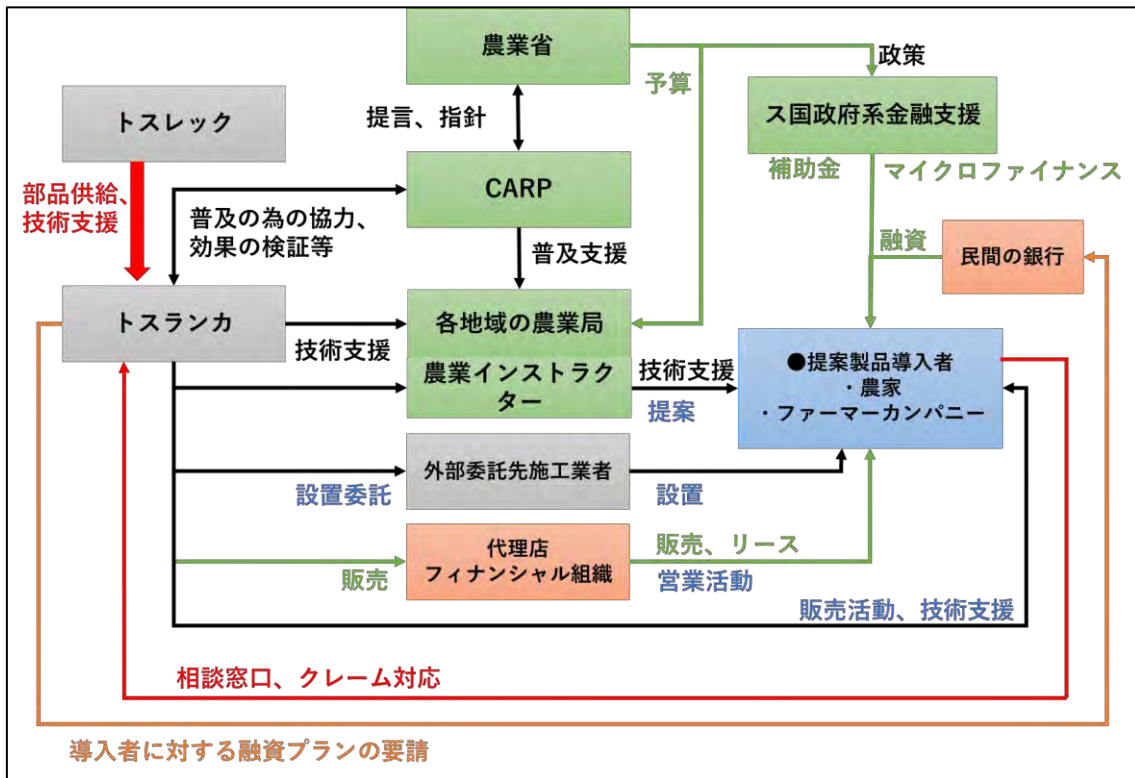 農業省
政策
予算
トスレック
提言、指針
ス国政府系金融支援
補助金
マイクロファイナンス
部品供給、
技術支援
CARP
普及の為の協力、
効果の検証等
普及支援
融資
民間の銀行
トスランカ
技術支援
各地域の農業局
農業インストラク
ター
技術支援
提案
●提案製品導入者
・農家
・ファーマーカンパニー
設置委託
外部委託先施工業者
設置
販売
代理店
フィナンシャル組織
販売、リース
営業活動
販売活動、技術支援
相談窓口、クレーム対応
導入者に対する融資プランの要請